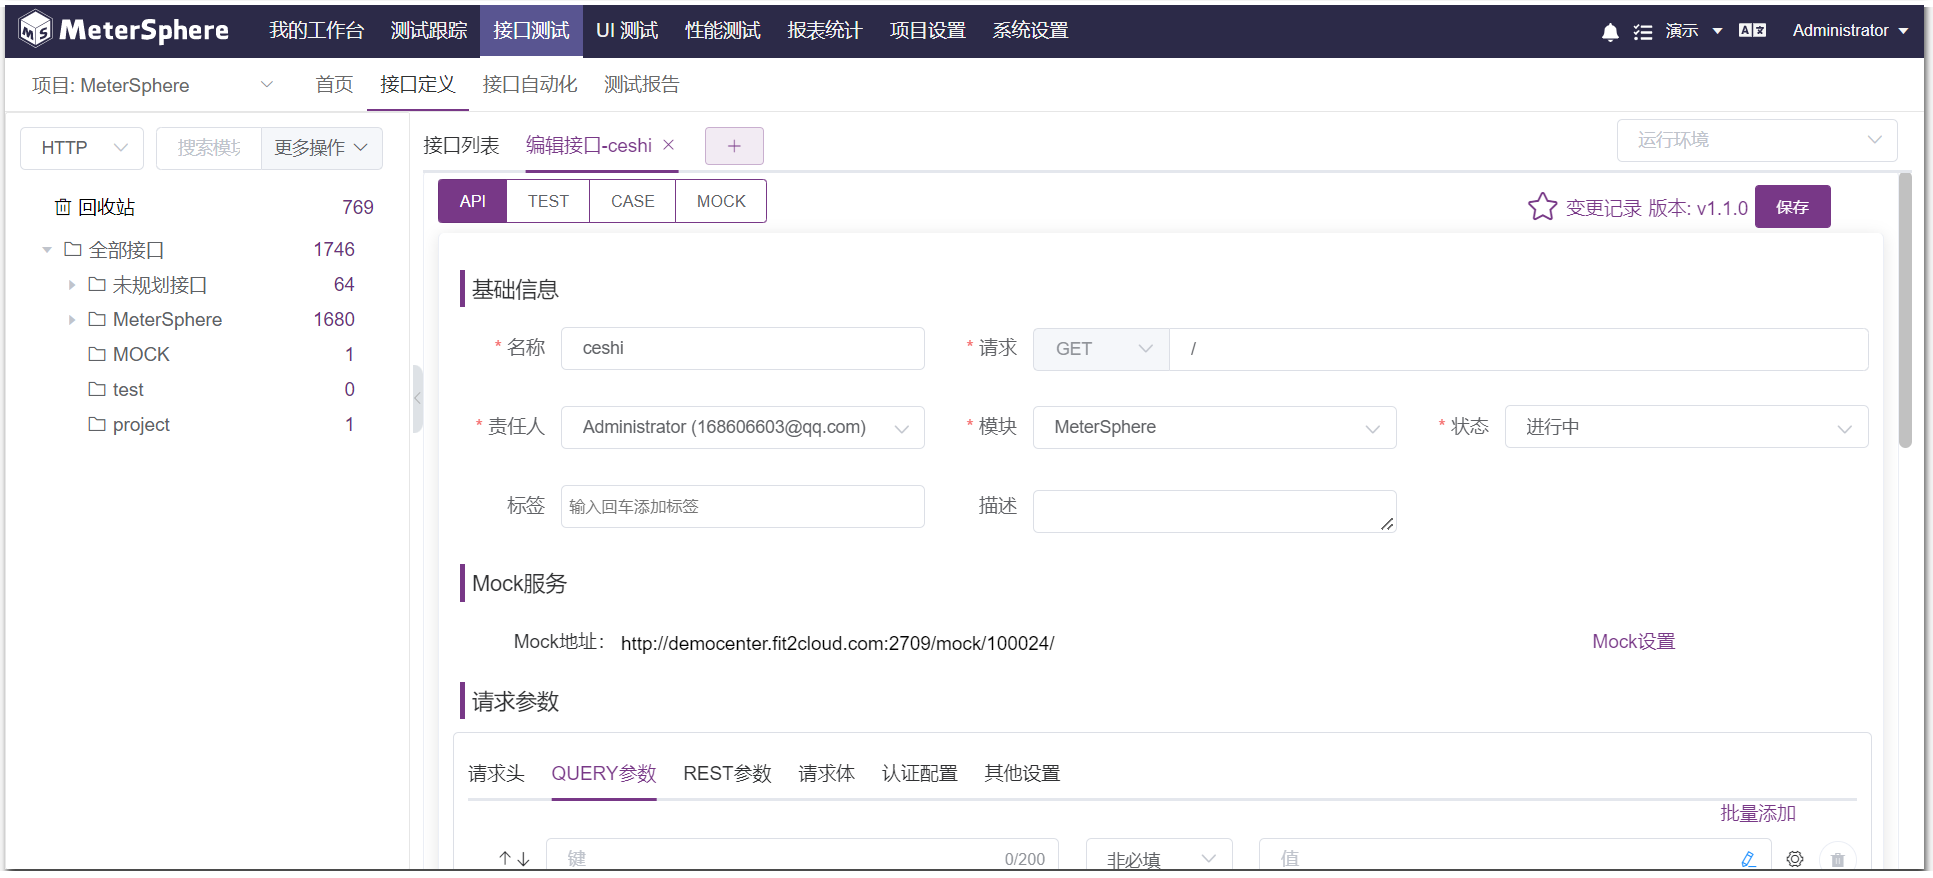 MeterSphere 我的工作台 测试跟踪 接口测试 UI 测试 性能测试 报表统计 项目设置 系统设置 演示 Administrator
项目: MeterSphere 首页 接口定义 接口自动化 测试报告
HTTP 搜索模块 更多操作
回收站 769
全部接口 1746
未规划接口 64
MeterSphere 1680
MOCK 1
test 0
project 1
接口列表 编辑接口-ceshi × + 运行环境
API TEST CASE MOCK 变更记录 版本: v1.1.0 保存
基础信息
* 名称 ceshi * 请求 GET /
* 责任人 Administrator (168606603@qq.com) * 模块 MeterSphere * 状态 进行中
标签 输入回车添加标签 描述
Mock服务
Mock地址： http://democenter.fit2cloud.com:2709/mock/100024/ Mock设置
请求参数
请求头 QUERY参数 REST参数 请求体 认证配置 其他设置
批量添加
键 0/200 非必填 值